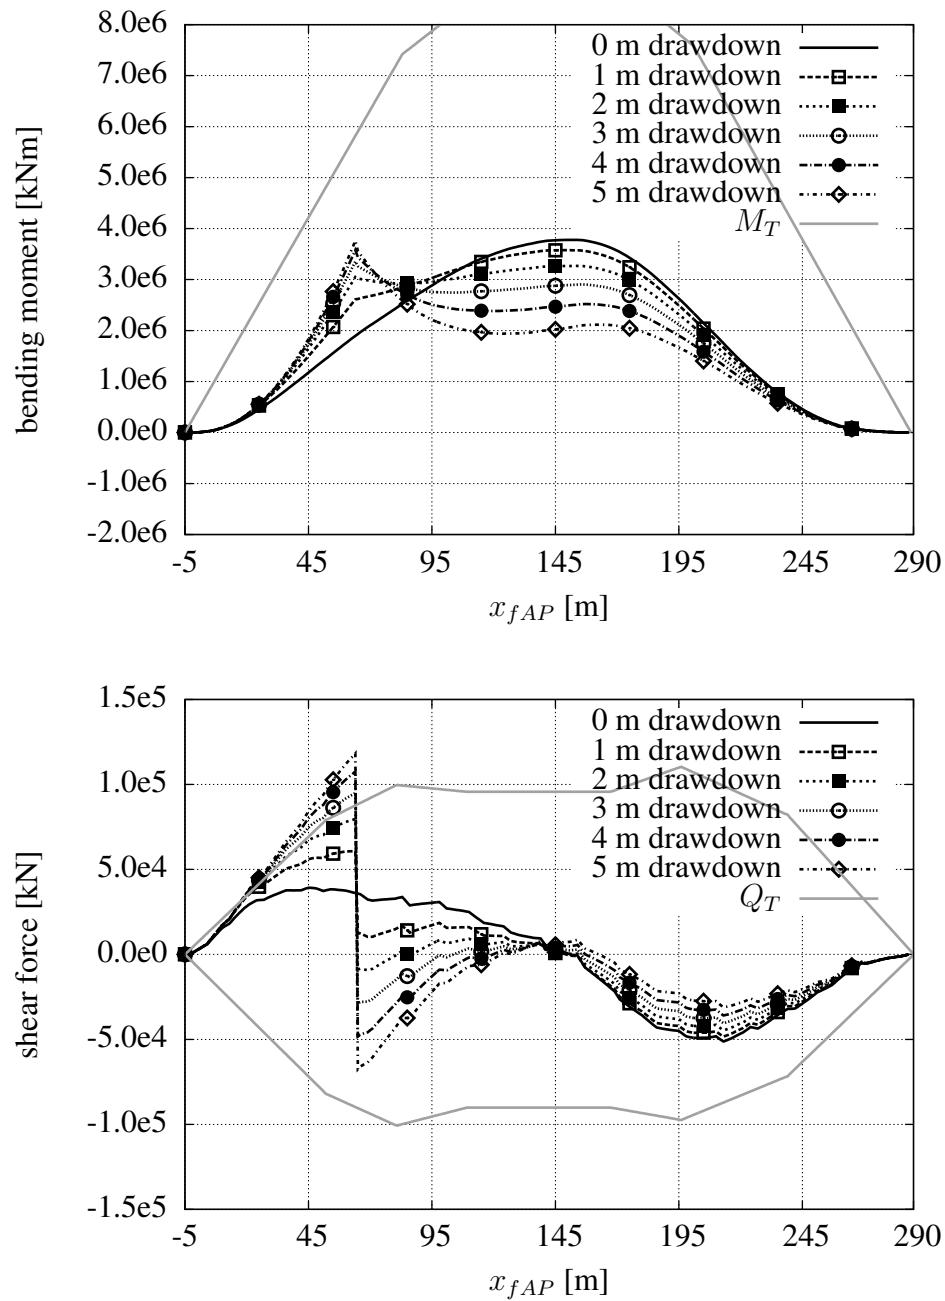 8.0e6
7.0e6
6.0e6
5.0e6
4.0e6
3.0e6
2.0e6
1.0e6
0.0e0
-1.0e6
-2.0e6
bending moment [kNm]
0 m drawdown
1 m drawdown
2 m drawdown
3 m drawdown
4 m drawdown
5 m drawdown
M_T
-5 45 95 145 195 245 290
x_{fAP} [m]
1.5e5
1.0e5
5.0e4
0.0e0
-5.0e4
-1.0e5
-1.5e5
shear force [kN]
0 m drawdown
1 m drawdown
2 m drawdown
3 m drawdown
4 m drawdown
5 m drawdown
Q_T
-5 45 95 145 195 245 290
x_{fAP} [m]